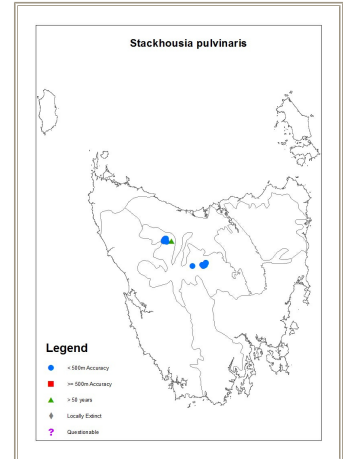 Stackhousia pulvinaris
Legend
< 500m Accuracy
>= 500m Accuracy
> 50 years
Locally Extinct
? Questionable